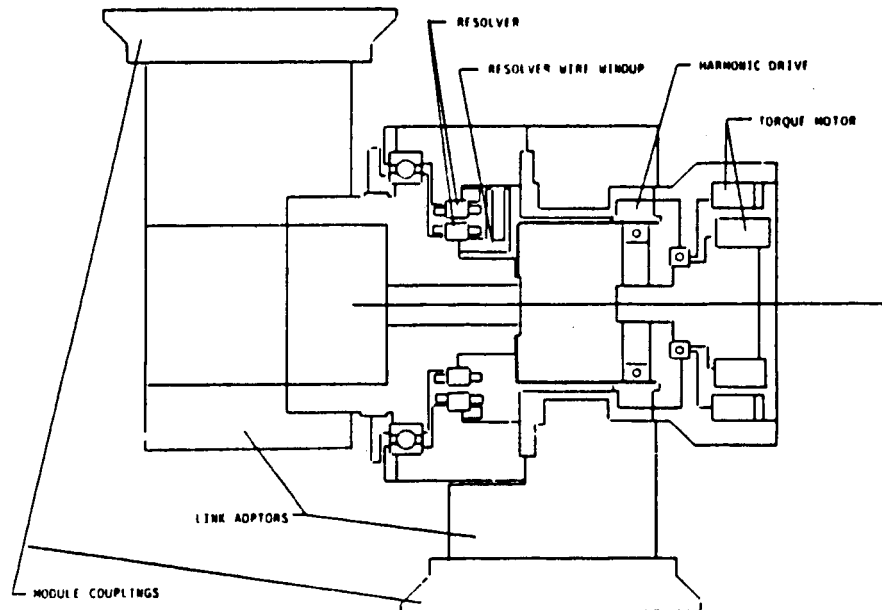 RESOLVER
RESOLVER WIRE WINDUP
HARMONIC DRIVE
TORQUE MOTOR
LINK ADPTORS
MODULE COUPLINGS